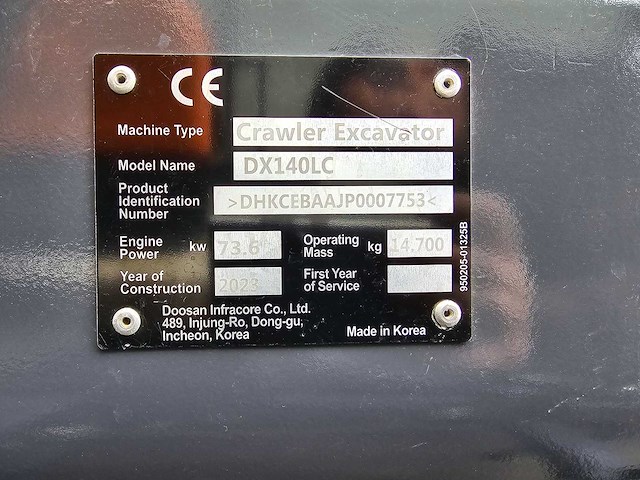 CE
Machine Type Crawler Excavator
Model Name DX140LC
Product
Identification >DHKCEBAAJP0007753<
Number
Engine
Power kw 73.6
Operating
Mass kg 14.700
Year of
Construction 2023
First Year
of Service
Doosan Infracore Co., Ltd.
489, Injung-Ro, Dong-gu,
Incheon, Korea
Made in Korea
950205-01325B